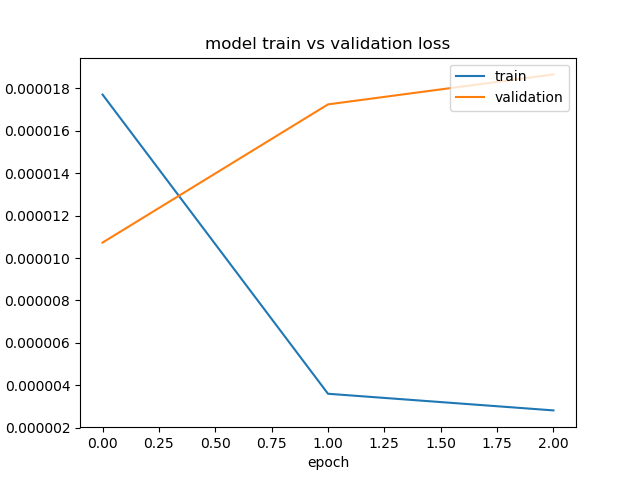 model train vs validation loss
train
validation
0.000018
0.000016
0.000014
0.000012
0.000010
0.000008
0.000006
0.000004
0.000002
0.00 0.25 0.50 0.75 1.00 1.25 1.50 1.75 2.00
epoch